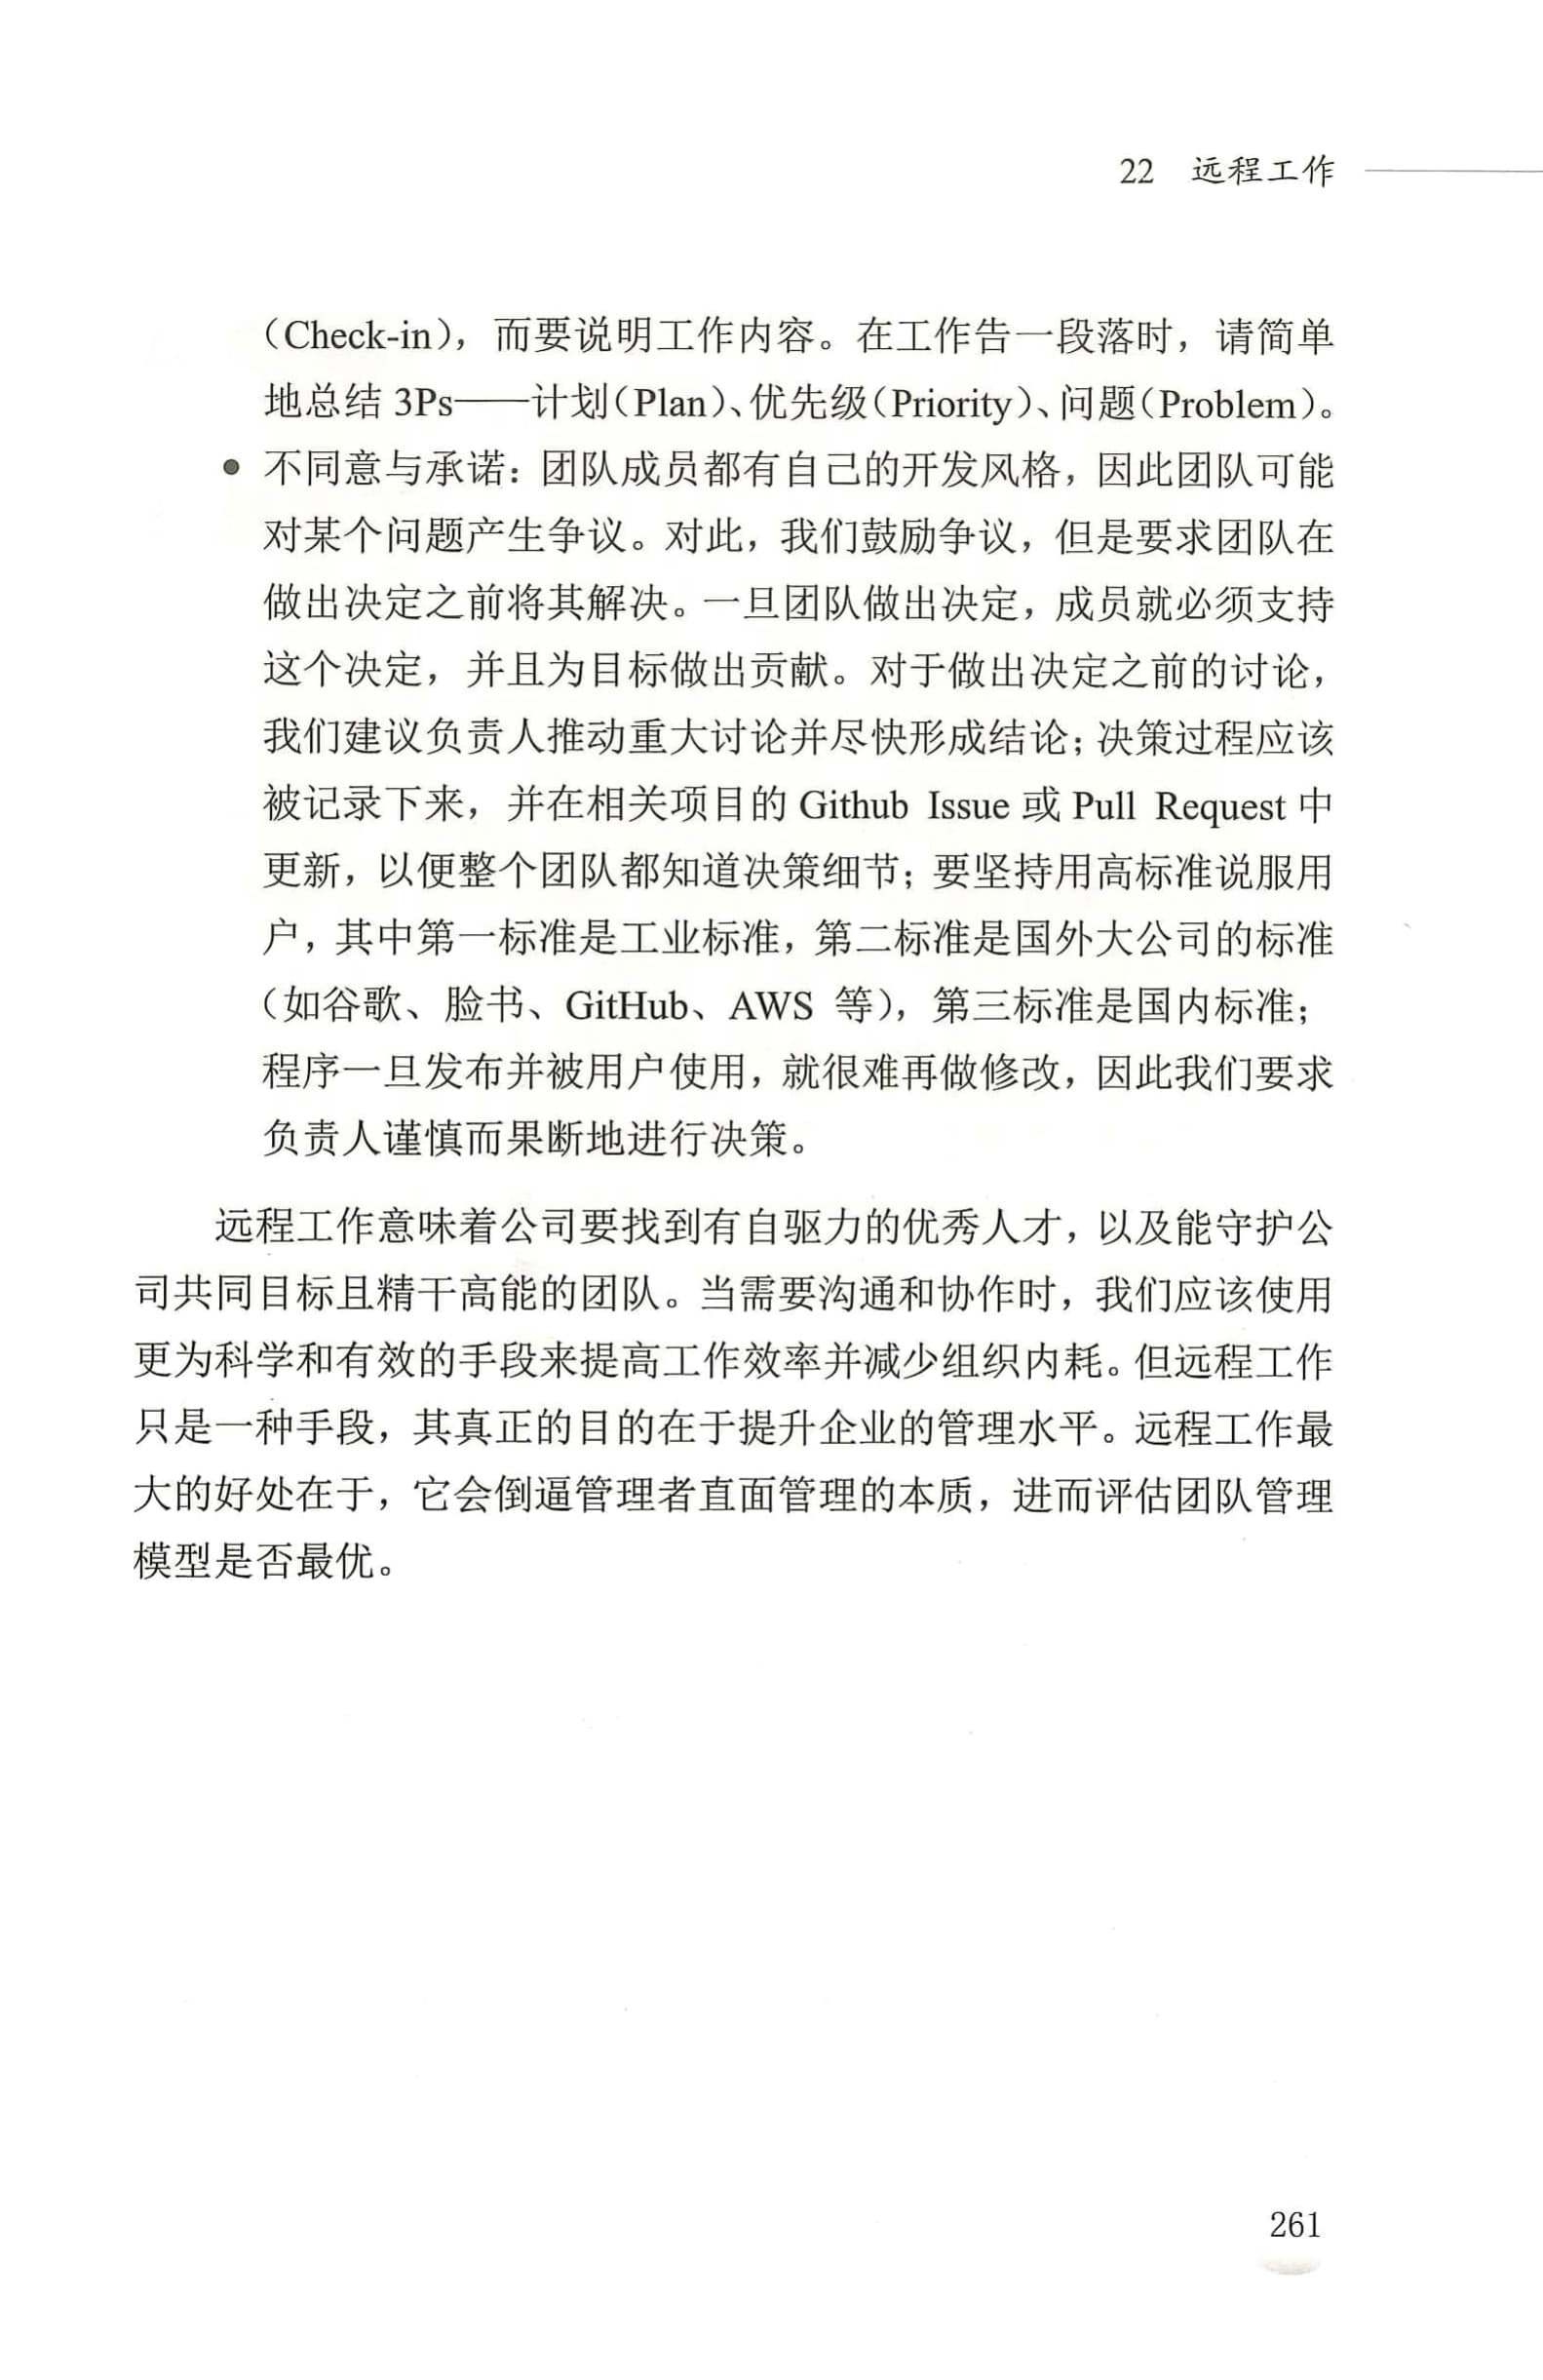 22 远程工作
（Check-in），而要说明工作内容。在工作告一段落时，请简单
地总结 3Ps——计划（Plan）、优先级（Priority）、问题（Problem）。
● 不同意与承诺：团队成员都有自己的开发风格，因此团队可能
对某个问题产生争议。对此，我们鼓励争议，但是要求团队在
做出决定之前将其解决。一旦团队做出决定，成员就必须支持
这个决定，并且为目标做出贡献。对于做出决定之前的讨论，
我们建议负责人推动重大讨论并尽快形成结论；决策过程应该
被记录下来，并在相关项目的 Github Issue 或 Pull Request 中
更新，以便整个团队都知道决策细节；要坚持用高标准说服用
户，其中第一标准是工业标准，第二标准是国外大公司的标准
（如谷歌、脸书、GitHub、AWS 等），第三标准是国内标准；
程序一旦发布并被用户使用，就很难再做修改，因此我们要求
负责人谨慎而果断地进行决策。
远程工作意味着公司要找到有自驱力的优秀人才，以及能守护公
司共同目标且精干高能的团队。当需要沟通和协作时，我们应该使用
更为科学和有效的手段来提高工作效率并减少组织内耗。但远程工作
只是一种手段，其真正的目的在于提升企业的管理水平。远程工作最
大的好处在于，它会倒逼管理者直面管理的本质，进而评估团队管理
模型是否最优。
261